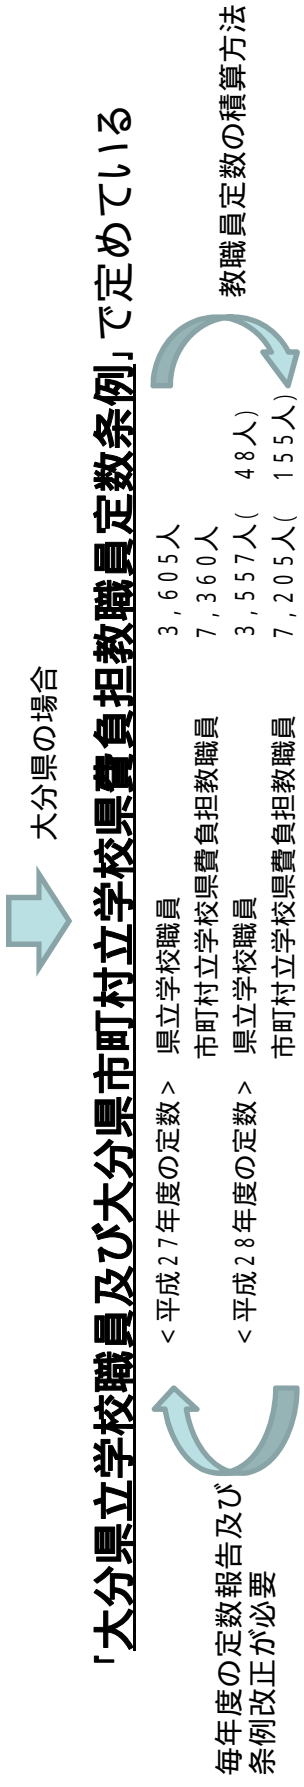 大分県の場合
「大分県立学校職員及び大分県市町村立学校県費負担教職員定数条例」で定めている
<平成27年度の定数> 県立学校職員 3,605人
市町村立学校県費負担教職員 7,360人
<平成28年度の定数> 県立学校職員 3,557人( 48人)
市町村立学校県費負担教職員 7,205人( 155人)
毎年度の定数報告及び
条例改正が必要
教職員定数の積算方法